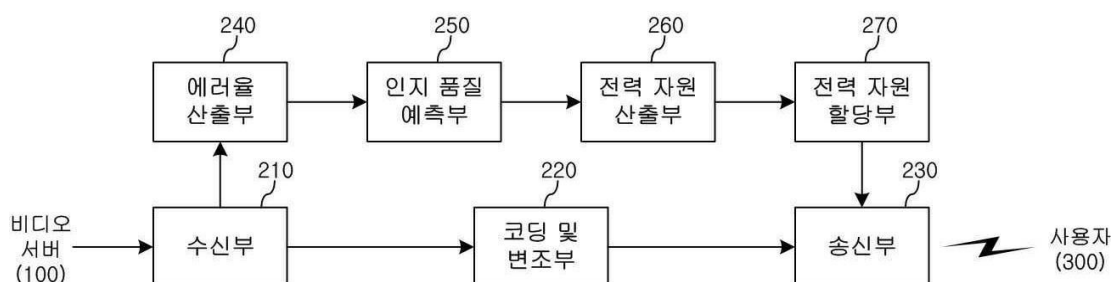 240
250
260
270
에러율
산출부
인지 품질
예측부
전력 자원
산출부
전력 자원
할당부
210
220
230
비디오
서버
(100)
수신부
코딩 및
변조부
송신부
사용자
(300)